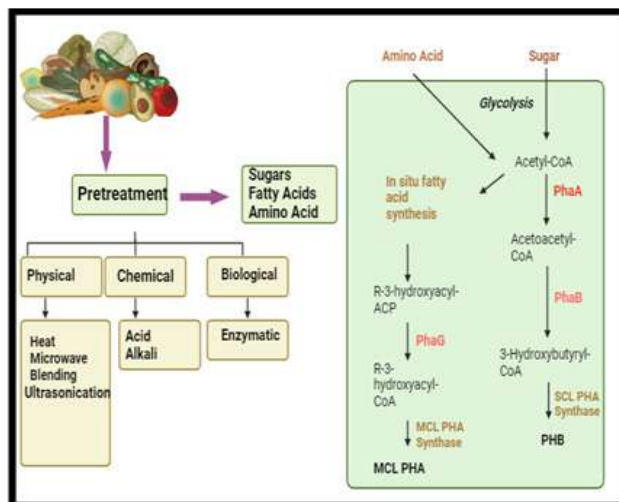 Pretreatment
Sugars
Fatty Acids
Amino Acid
Physical
Chemical
Biological
Heat
Microwave
Blending
Ultrasonication
Acid
Alkali
Enzymatic
Amino Acid
Sugar
Glycolysis
Acetyl-CoA
In situ fatty
acid
synthesis
PhaA
Acetoacetyl-
CoA
R-3-hydroxyacyl-
ACP
PhaB
PhaG
R-3-
hydroxyacyl-
CoA
3-Hydroxybutyryl-
CoA
MCL PHA
Synthase
SCL PHA
Synthase
MCL PHA
PHB